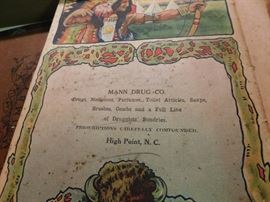 MANN DRUG CO.
Drugs, Medicines, Perfumes, Toilet Articles, Soaps,
Brushes, Combs and a Full Line
of Druggists' Sundries.
PRESCRIPTIONS CAREFULLY COMPOUNDED.
High Point, N. C.